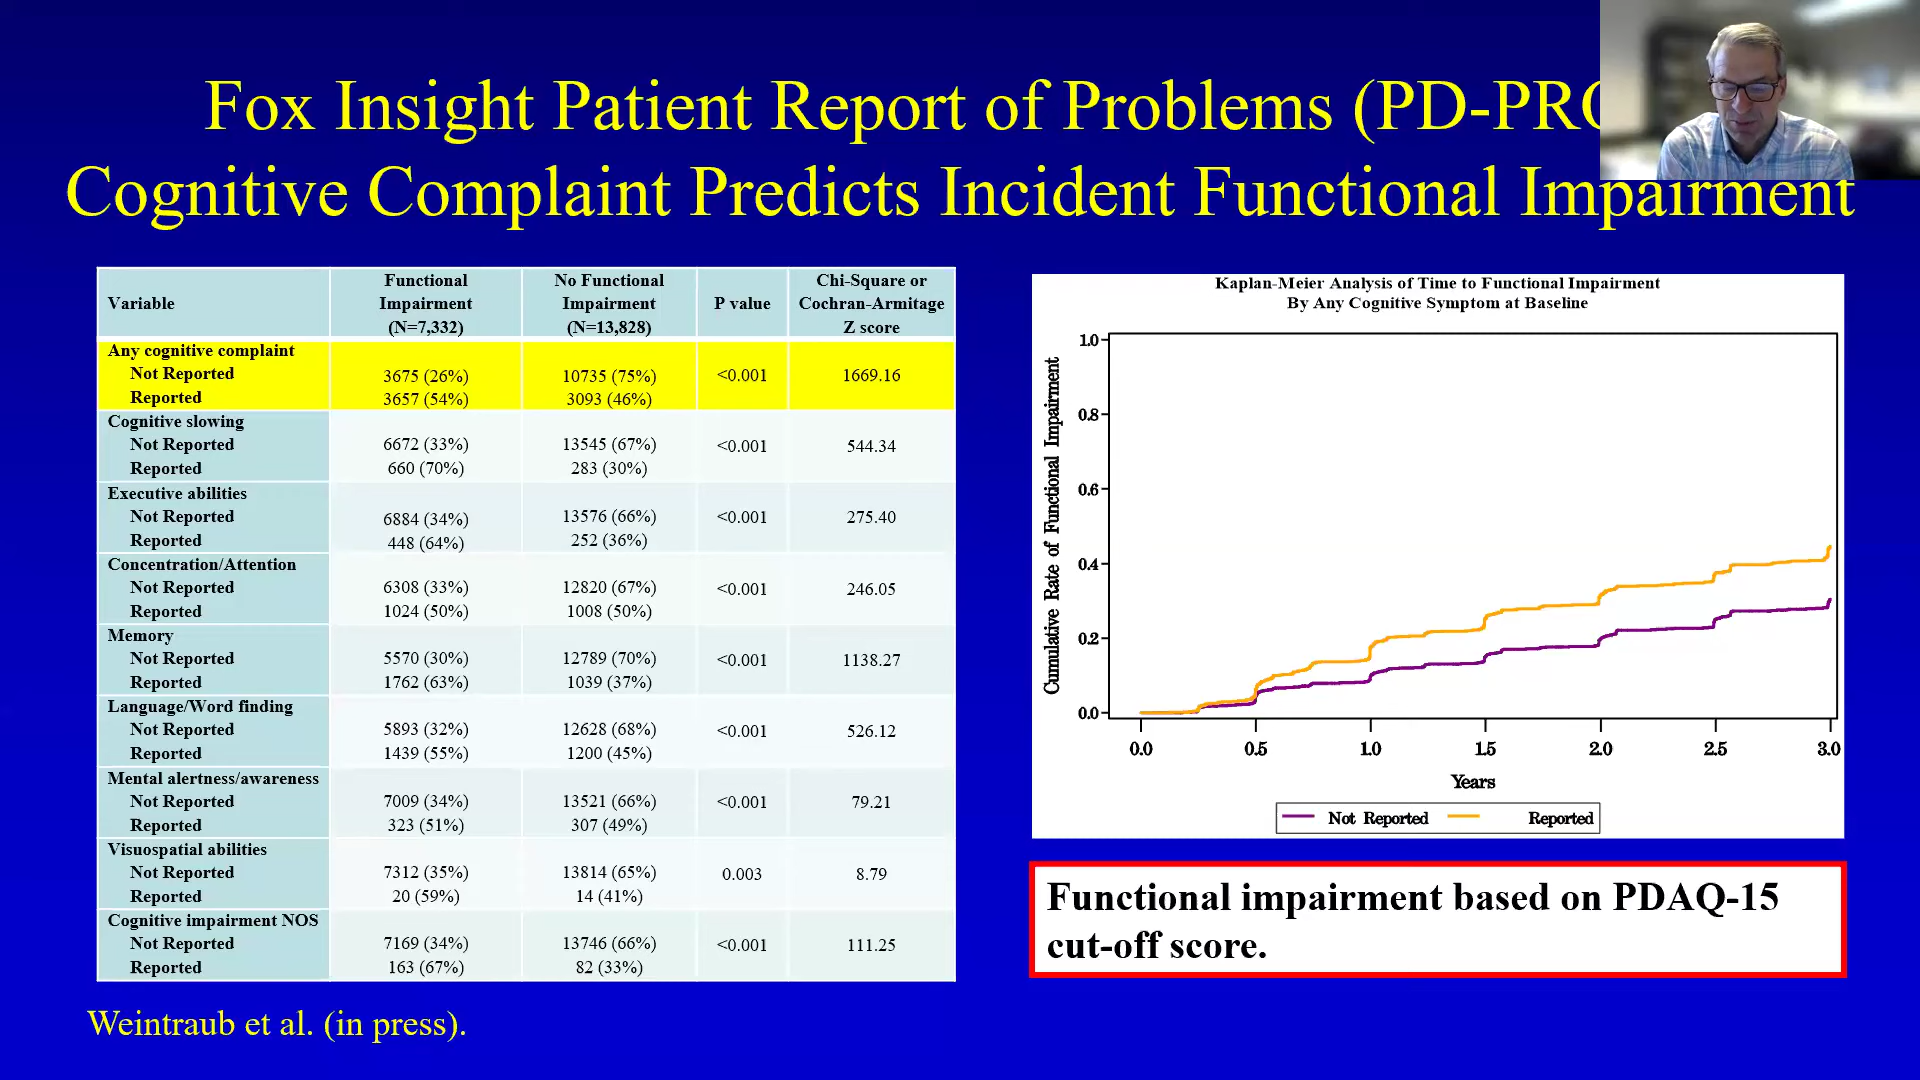 Fox Insight Patient Report of Problems (PD-PRO
Cognitive Complaint Predicts Incident Functional Impairment
Variable Functional Impairment (N=7,332) No Functional Impairment (N=13,828) P value Chi-Square or Cochran-Armitage Z score
Any cognitive complaint
Not Reported 3675 (26%) 10735 (75%) <0.001 1669.16
Reported 3657 (54%) 3093 (46%)
Cognitive slowing
Not Reported 6672 (33%) 13545 (67%) <0.001 544.34
Reported 660 (70%) 283 (30%)
Executive abilities
Not Reported 6884 (34%) 13576 (66%) <0.001 275.40
Reported 448 (64%) 252 (36%)
Concentration/Attention
Not Reported 6308 (33%) 12820 (67%) <0.001 246.05
Reported 1024 (50%) 1008 (50%)
Memory
Not Reported 5570 (30%) 12789 (70%) <0.001 1138.27
Reported 1762 (63%) 1039 (37%)
Language/Word finding
Not Reported 5893 (32%) 12628 (68%) <0.001 526.12
Reported 1439 (55%) 1200 (45%)
Mental alertness/awareness
Not Reported 7009 (34%) 13521 (66%) <0.001 79.21
Reported 323 (51%) 307 (49%)
Visuospatial abilities
Not Reported 7312 (35%) 13814 (65%) 0.003 8.79
Reported 20 (59%) 14 (41%)
Cognitive impairment NOS
Not Reported 7169 (34%) 13746 (66%) <0.001 111.25
Reported 163 (67%) 82 (33%)
Kaplan-Meier Analysis of Time to Functional Impairment
By Any Cognitive Symptom at Baseline
Cumulative Rate of Functional Impairment
1.0
0.8
0.6
0.4
0.2
0.0
0.0 0.5 1.0 1.5 2.0 2.5 3.0
Years
Not Reported Reported
Functional impairment based on PDAQ-15
cut-off score.
Weintraub et al. (in press).